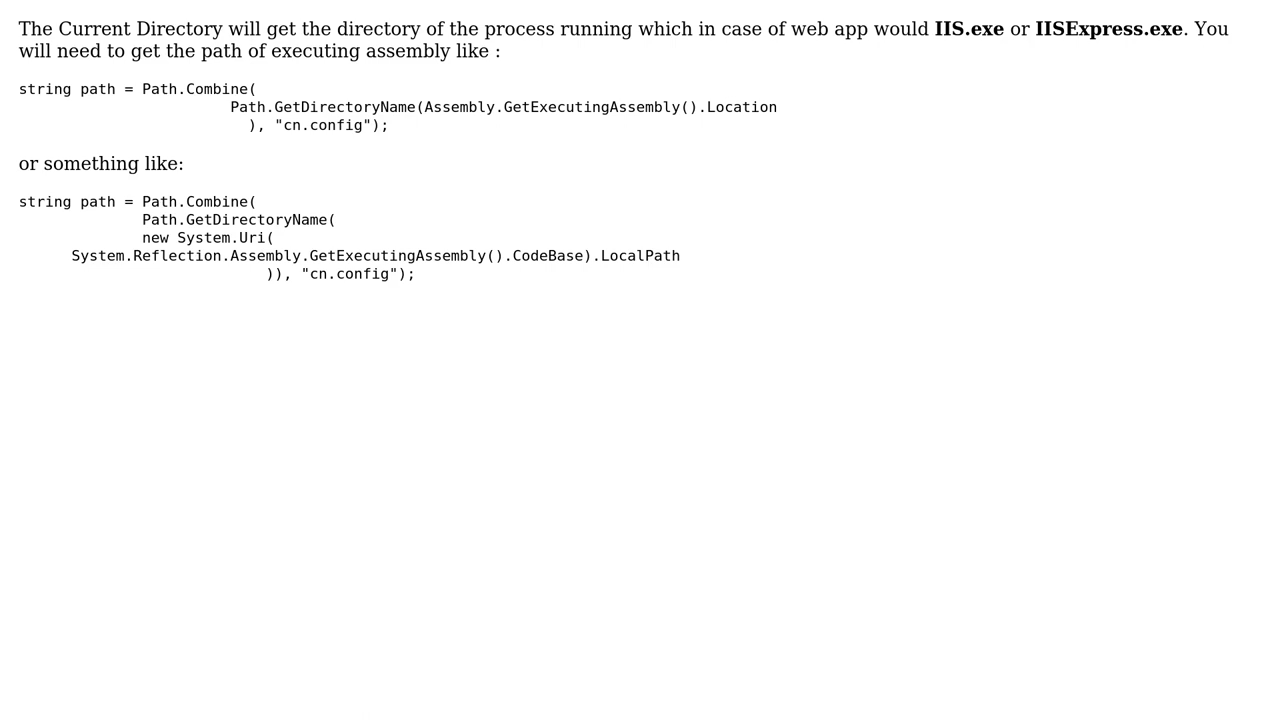 The Current Directory will get the directory of the process running which in case of web app would IIS.exe or IISExpress.exe. You
will need to get the path of executing assembly like :
string path = Path.Combine(
                        Path.GetDirectoryName(Assembly.GetExecutingAssembly().Location
                          ), "cn.config");
or something like:
string path = Path.Combine(
              Path.GetDirectoryName(
              new System.Uri(
      System.Reflection.Assembly.GetExecutingAssembly().CodeBase).LocalPath
                            )), "cn.config");